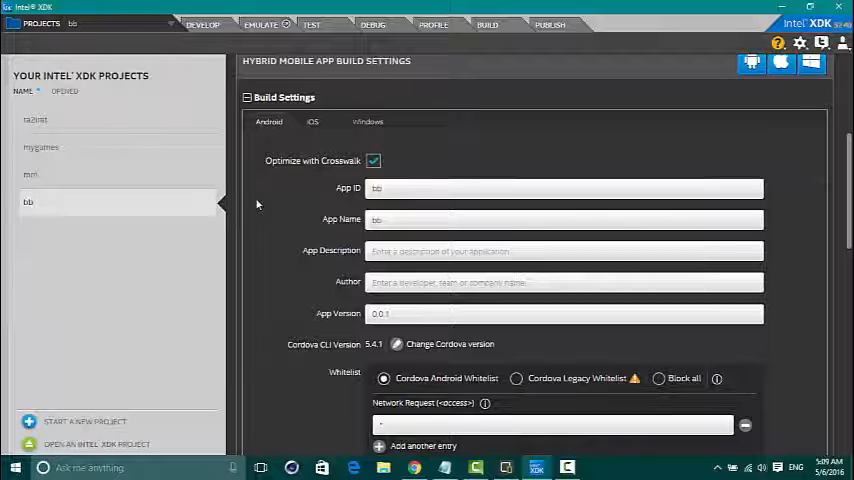 Intel® XDK
PROJECTS bb DEVELOP EMULATE TEST DEBUG PROFILE BUILD PUBLISH intel XDK
HYBRID MOBILE APP BUILD SETTINGS
YOUR INTEL® XDK PROJECTS
NAME OPENED
mygames
mm
bb
Build Settings
Android iOS Windows
Optimize with Crosswalk
App ID bb
App Name bb
App Description Enter a description of your application
Author Enter a developer, team or company name
App Version 0.0.1
Cordova CLI Version 5.4.1 Change Cordova version
Whitelist Cordova Android Whitelist Cordova Legacy Whitelist Block all
Network Request (<access>)
*
Add another entry
START A NEW PROJECT
OPEN AN INTEL XDK PROJECT
Ask me anything
ENG
5:09 AM
5/6/2016